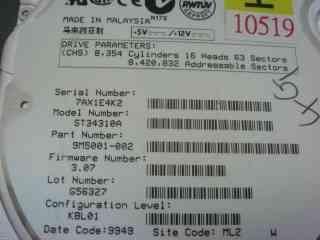 10519
MADE IN MALAYSIA N176
马来西亚制
-5V⎓ /-12V⎓
DRIVE PARAMETERS:
(CHS) 8,354 Cylinders 16 Heads 63 Sectors
8,420,832 Addressable Sectors
Serial Number:
7AX1E4K2
Model Number:
ST34310A
Part Number:
9M5001-002
Firmware Number:
3.07
Lot Number:
G56327
Configuration Level:
KBL01
Date Code: 9949 Site Code: ML2 W